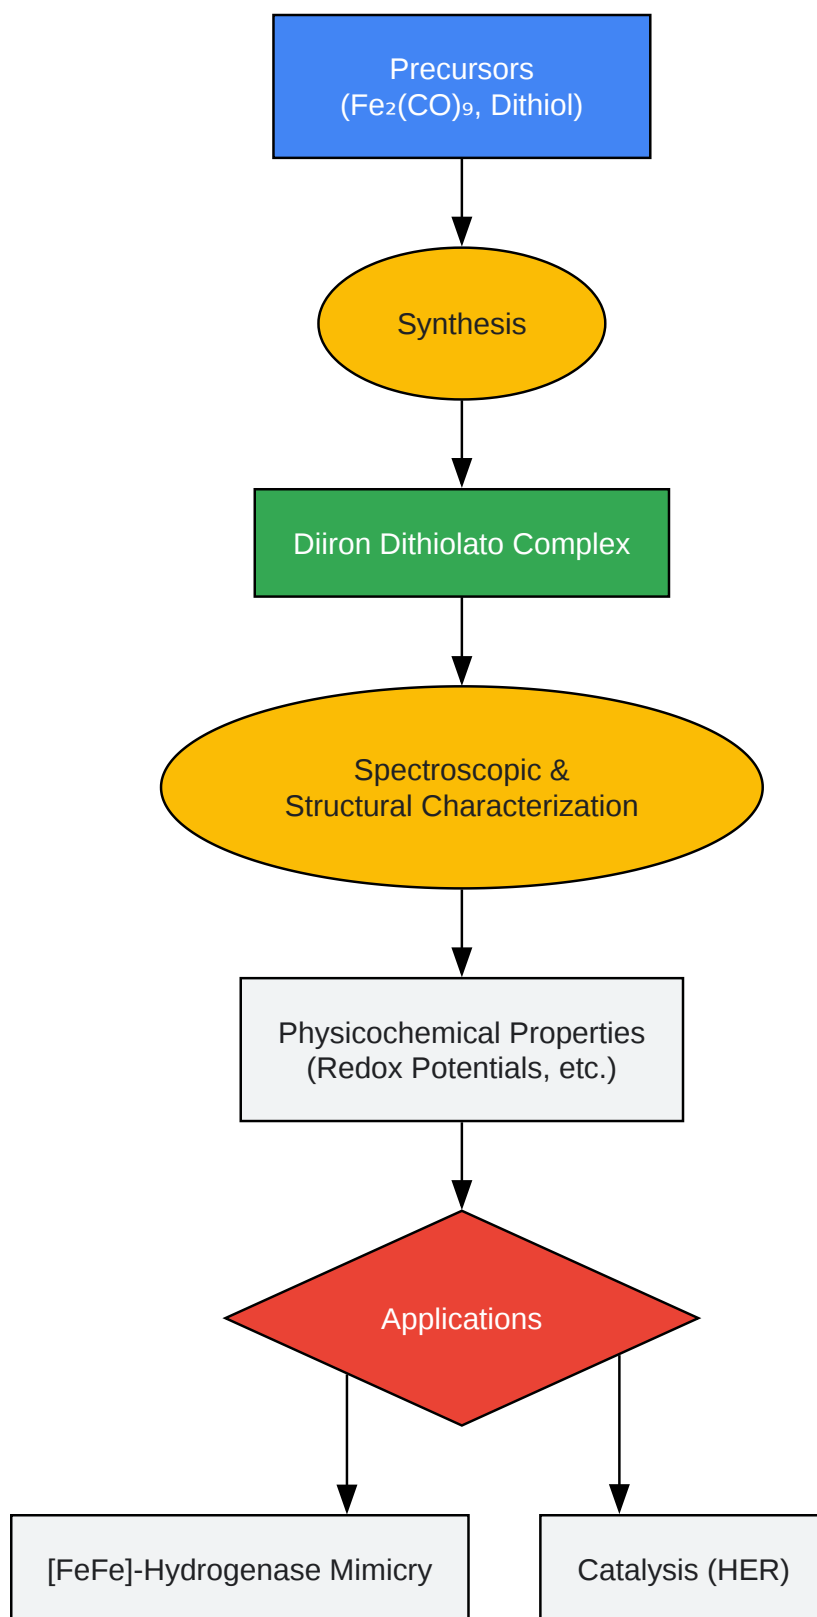 Precursors
(Fe₂(CO)₉, Dithiol)
Synthesis
Diiron Dithiolato Complex
Spectroscopic &
Structural Characterization
Physicochemical Properties
(Redox Potentials, etc.)
Applications
[FeFe]-Hydrogenase Mimicry
Catalysis (HER)